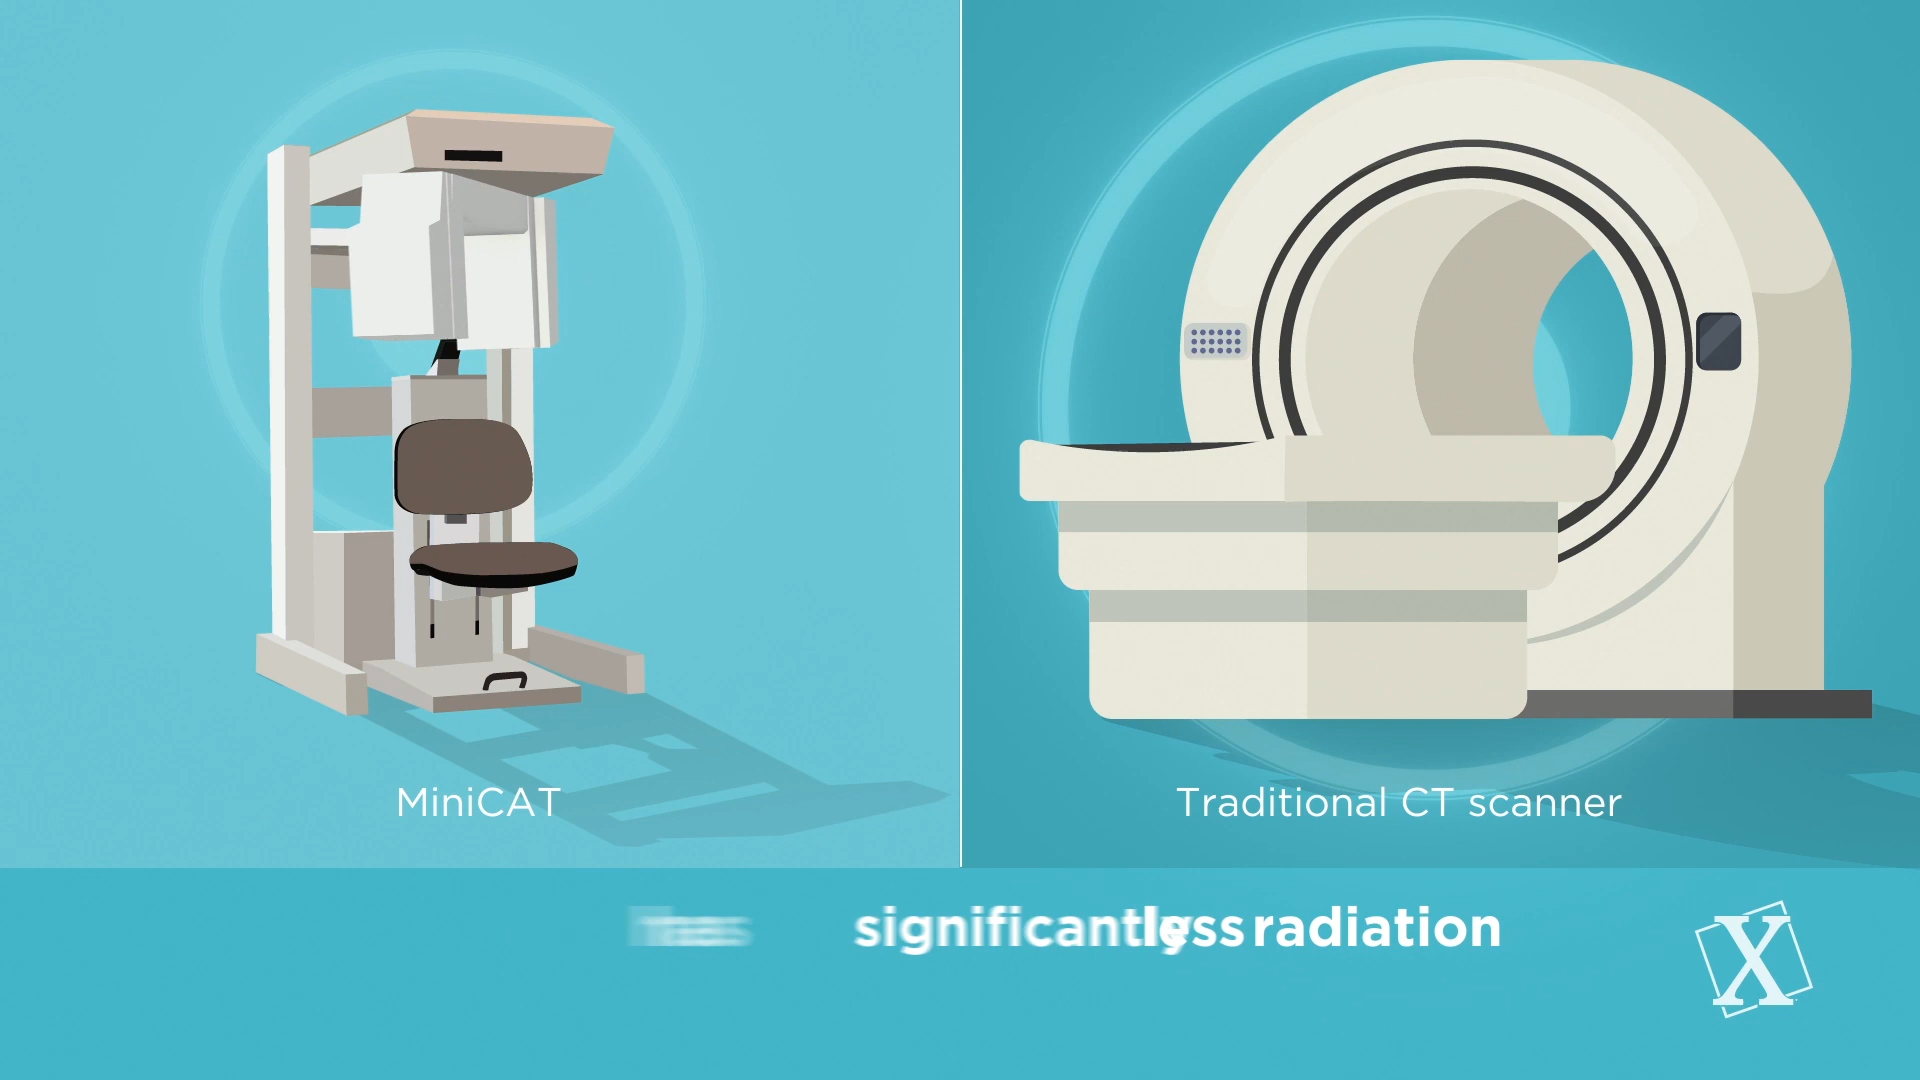 MiniCAT
Traditional CT scanner
significantly less radiation
X